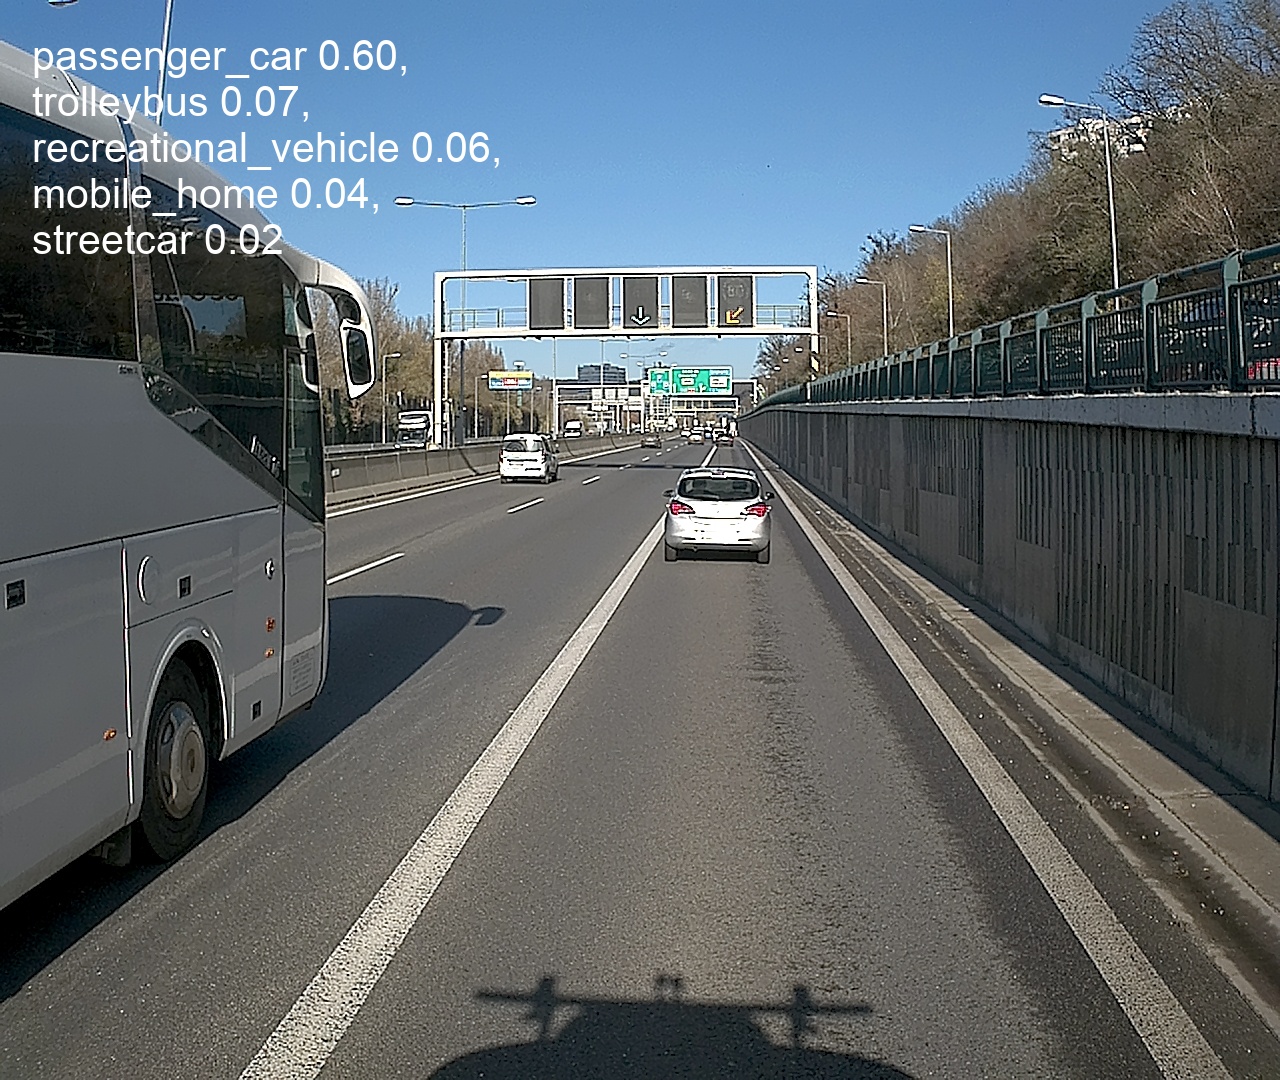 passenger_car 0.60,
trolleybus 0.07,
recreational_vehicle 0.06,
mobile_home 0.04,
streetcar 0.02